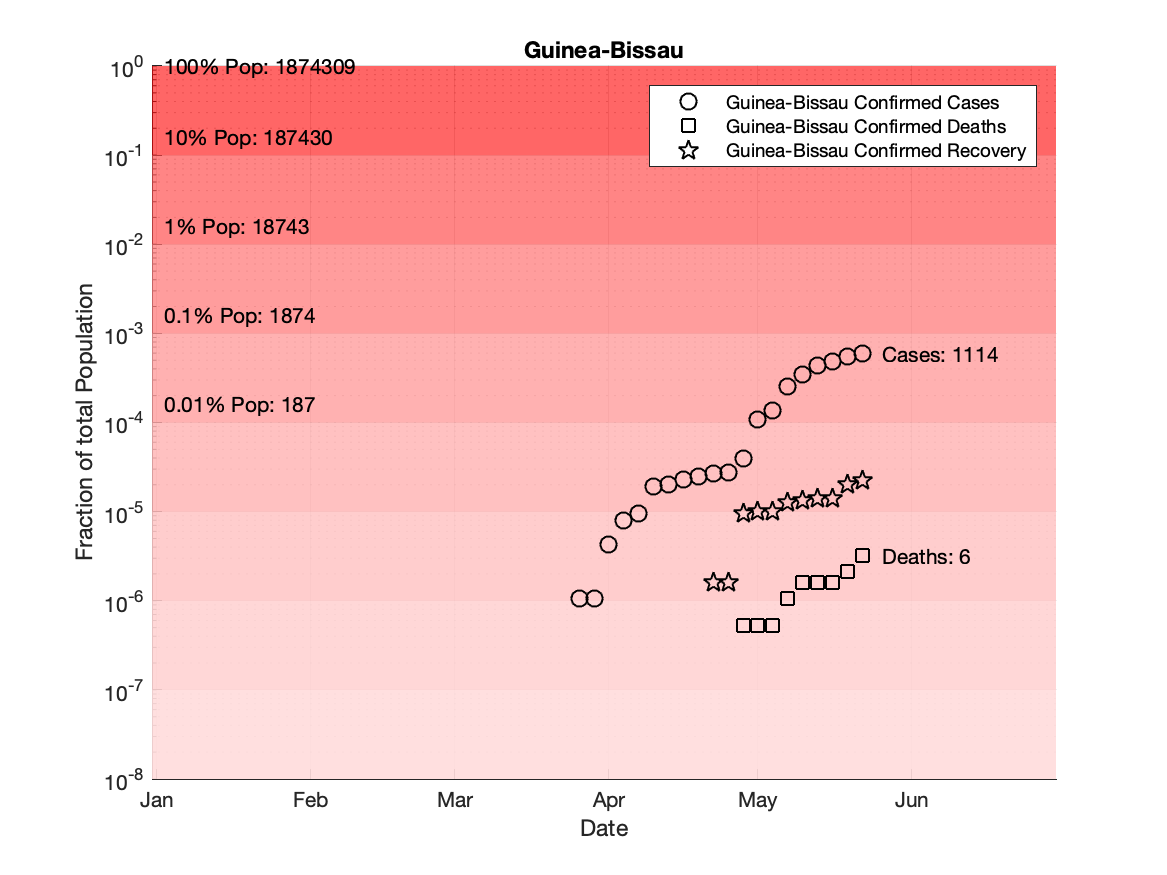 Guinea-Bissau
10⁰
100% Pop: 1874309
Guinea-Bissau Confirmed Cases
Guinea-Bissau Confirmed Deaths
Guinea-Bissau Confirmed Recovery
10% Pop: 187430
10⁻¹
1% Pop: 18743
10⁻²
0.1% Pop: 1874
10⁻³
Cases: 1114
0.01% Pop: 187
10⁻⁴
Fraction of total Population
10⁻⁵
Deaths: 6
10⁻⁶
10⁻⁷
10⁻⁸
Jan Feb Mar Apr May Jun
Date